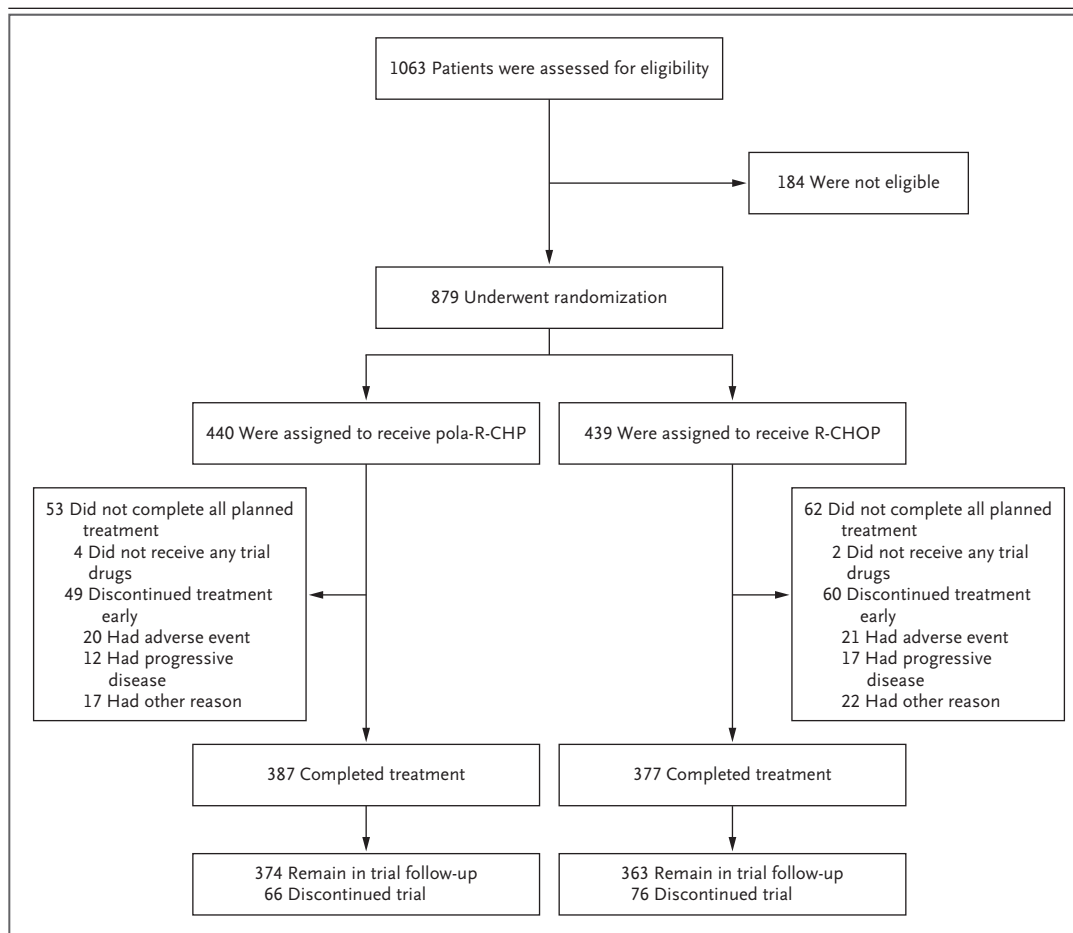 1063 Patients were assessed for eligibility
184 Were not eligible
879 Underwent randomization
440 Were assigned to receive pola-R-CHP
439 Were assigned to receive R-CHOP
53 Did not complete all planned
treatment
4 Did not receive any trial
drugs
49 Discontinued treatment
early
20 Had adverse event
12 Had progressive
disease
17 Had other reason
62 Did not complete all planned
treatment
2 Did not receive any trial
drugs
60 Discontinued treatment
early
21 Had adverse event
17 Had progressive
disease
22 Had other reason
387 Completed treatment
377 Completed treatment
374 Remain in trial follow-up
66 Discontinued trial
363 Remain in trial follow-up
76 Discontinued trial